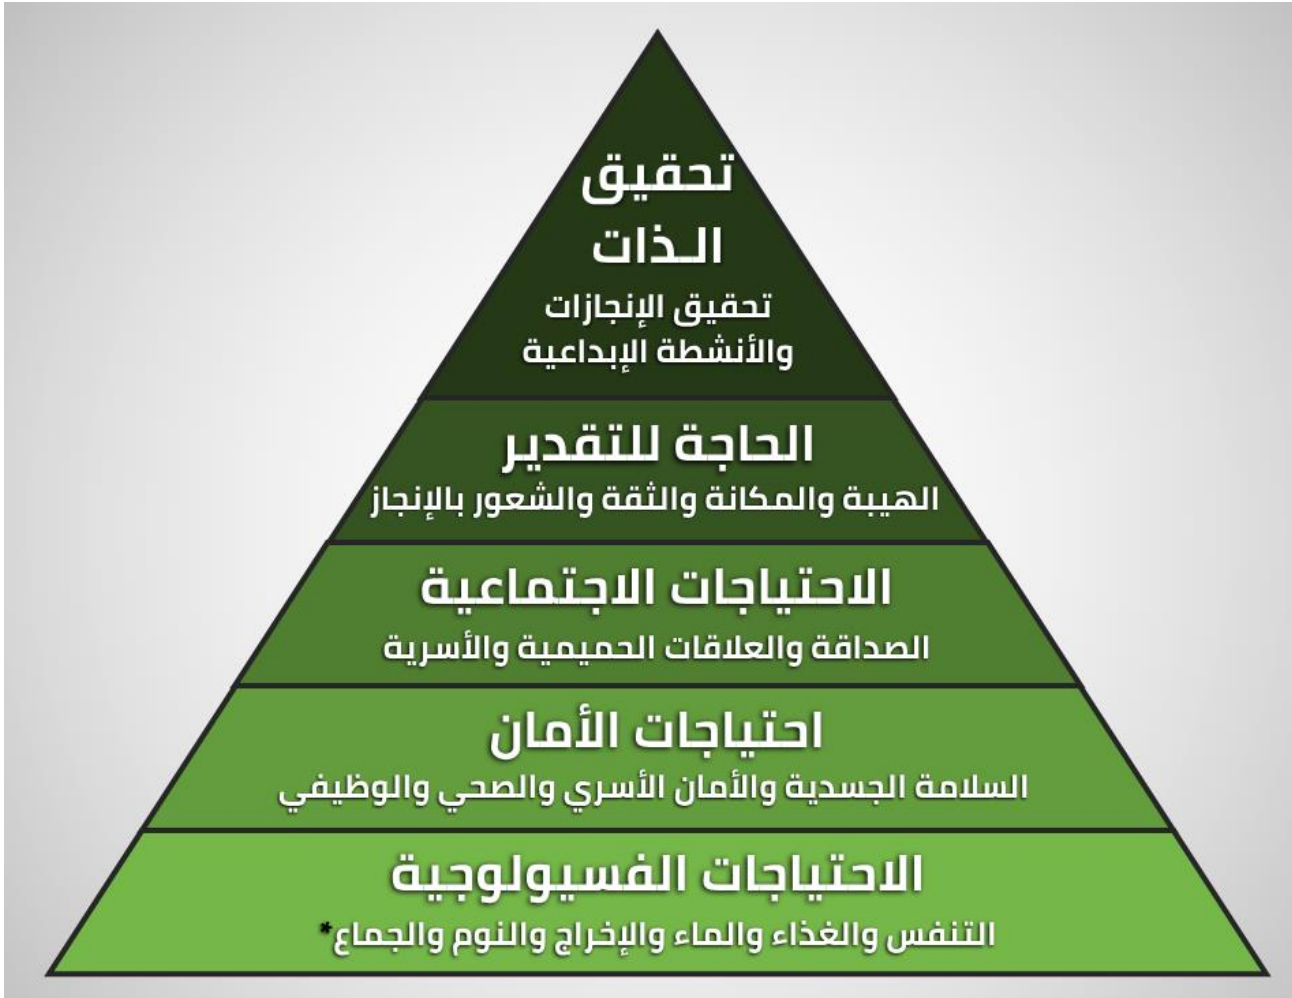 تحقيق
الـذات
تحقيق الإنجازات
والأنشطة الإبداعية
الحاجة للتقدير
الهيبة والمكانة والثقة والشعور بالإنجاز
الاحتياجات الاجتماعية
الصداقة والعلاقات الحميمية والأسرية
احتياجات الأمان
السلامة الجسدية والأمان الأسري والصحي والوظيفي
الاحتياجات الفسيولوجية
التنفس والغذاء والماء والإخراج والنوم والجماع*